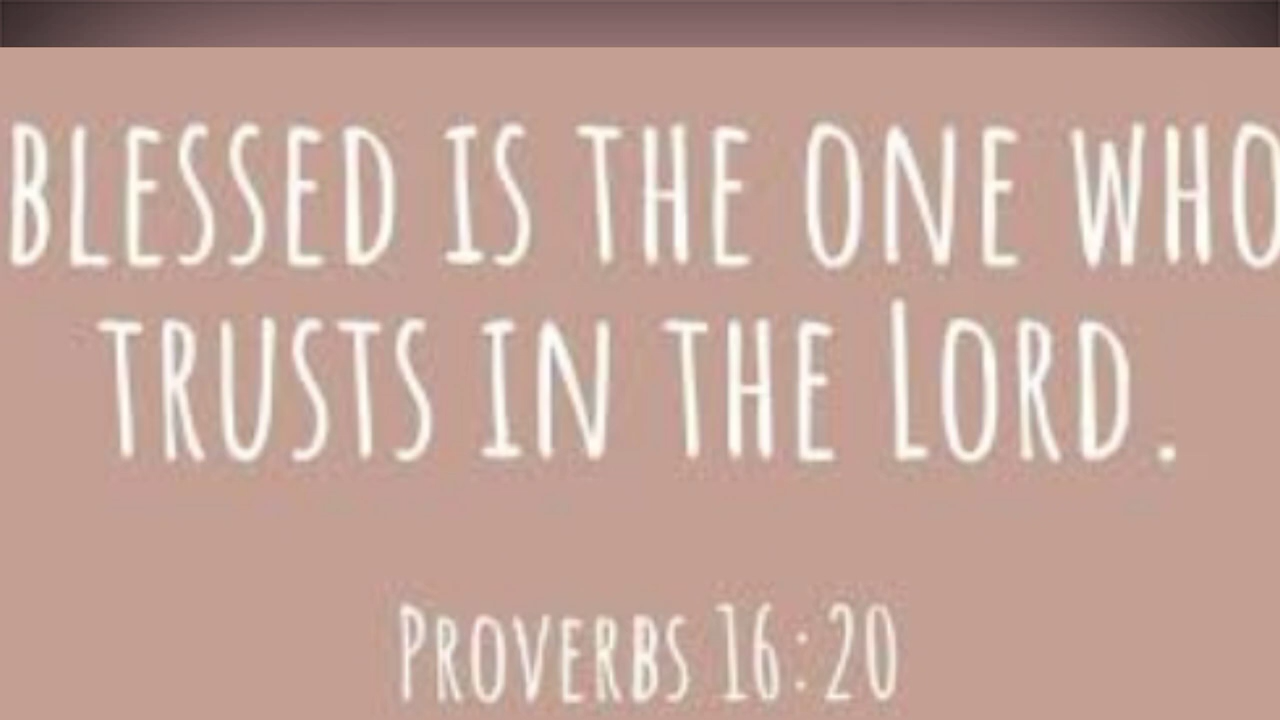 BLESSED IS THE ONE WHO
TRUSTS IN THE LORD.
PROVERBS 16:20